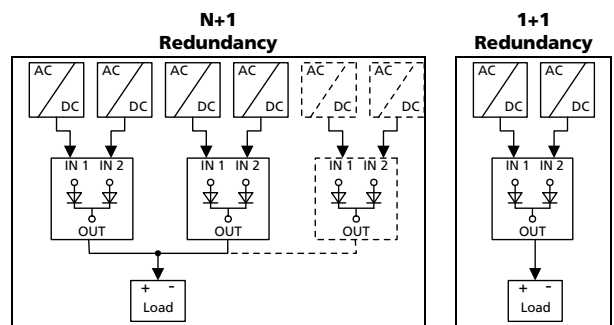 N+1
Redundancy
AC DC
AC DC
AC DC
AC DC
AC DC
AC DC
IN 1 IN 2
IN 1 IN 2
IN 1 IN 2
OUT
OUT
OUT
+ -
Load
1+1
Redundancy
AC DC
AC DC
IN 1 IN 2
OUT
+ -
Load